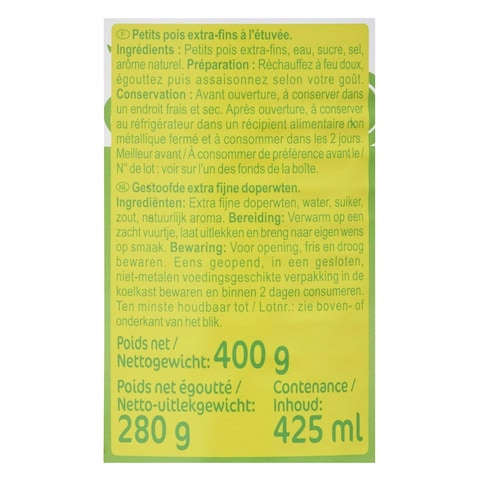 F Petits pois extra-fins à l'étuvée.
Ingrédients : Petits pois extra-fins, eau, sucre, sel,
arôme naturel. Préparation : Réchauffez à feu doux,
égouttez puis assaisonnez selon votre goût.
Conservation : Avant ouverture, à conserver dans
un endroit frais et sec. Après ouverture, à conserver
au réfrigérateur dans un récipient alimentaire non
métallique fermé et à consommer dans les 2 jours.
Meilleur avant / À consommer de préférence avant le /
N° de lot : voir sur l'un des fonds de la boîte.
NL Gestoofde extra fijne doperwten.
Ingrediënten: Extra fijne doperwten, water, suiker,
zout, natuurlijk aroma. Bereiding: Verwarm op een
zacht vuurtje, laat uitlekken en breng naar eigen wens
op smaak. Bewaring: Voor opening, fris en droog
bewaren. Eens geopend, in een gesloten,
niet-metalen voedingsgeschikte verpakking in de
koelkast bewaren en binnen 2 dagen consumeren.
Ten minste houdbaar tot / Lotnr.: zie boven- of
onderkant van het blik.
Poids net /
Nettogewicht: 400 g
Poids net égoutté /
Netto-uitlekgewicht:
280 g
Contenance /
Inhoud:
425 ml